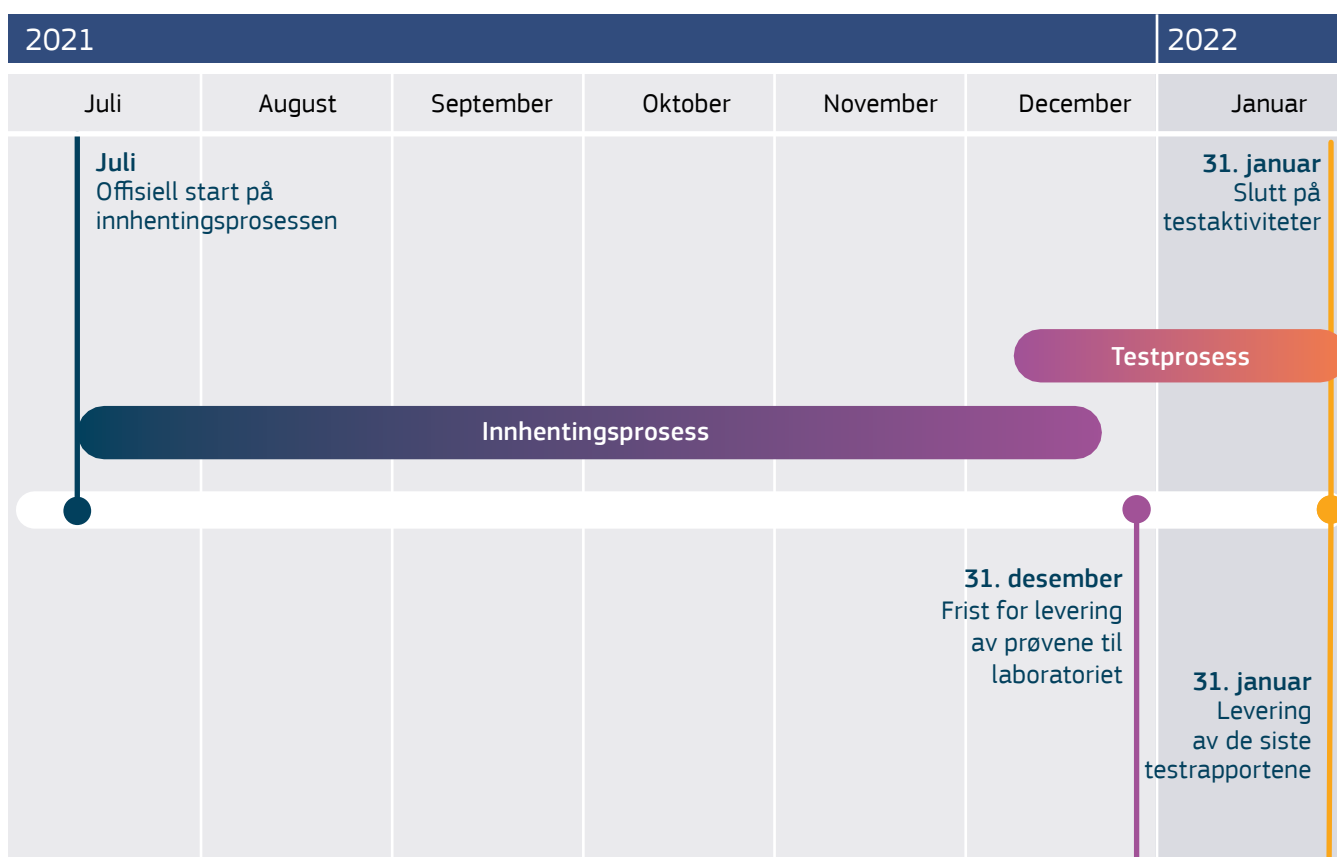 2021
2022
Juli
August
September
Oktober
November
December
Januar
Juli
Offisiell start på
innhentingsprosessen
31. januar
Slutt på
testaktiviteter
Testprosess
Innhentingsprosess
31. desember
Frist for levering
av prøvene til
laboratoriet
31. januar
Levering
av de siste
testrapportene